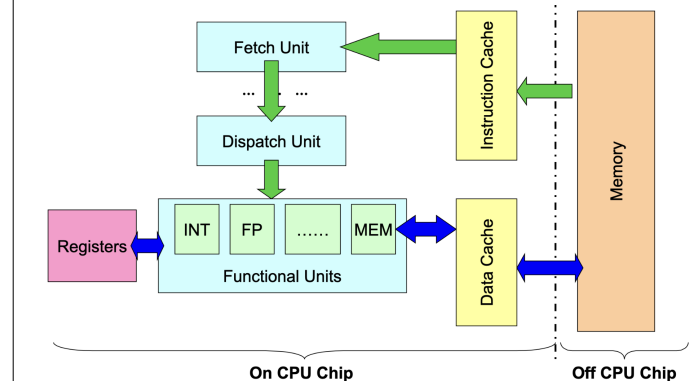 Fetch Unit
... . ...
Dispatch Unit
INT
FP
......
MEM
Functional Units
Registers
Instruction Cache
Data Cache
Memory
On CPU Chip
Off CPU Chip